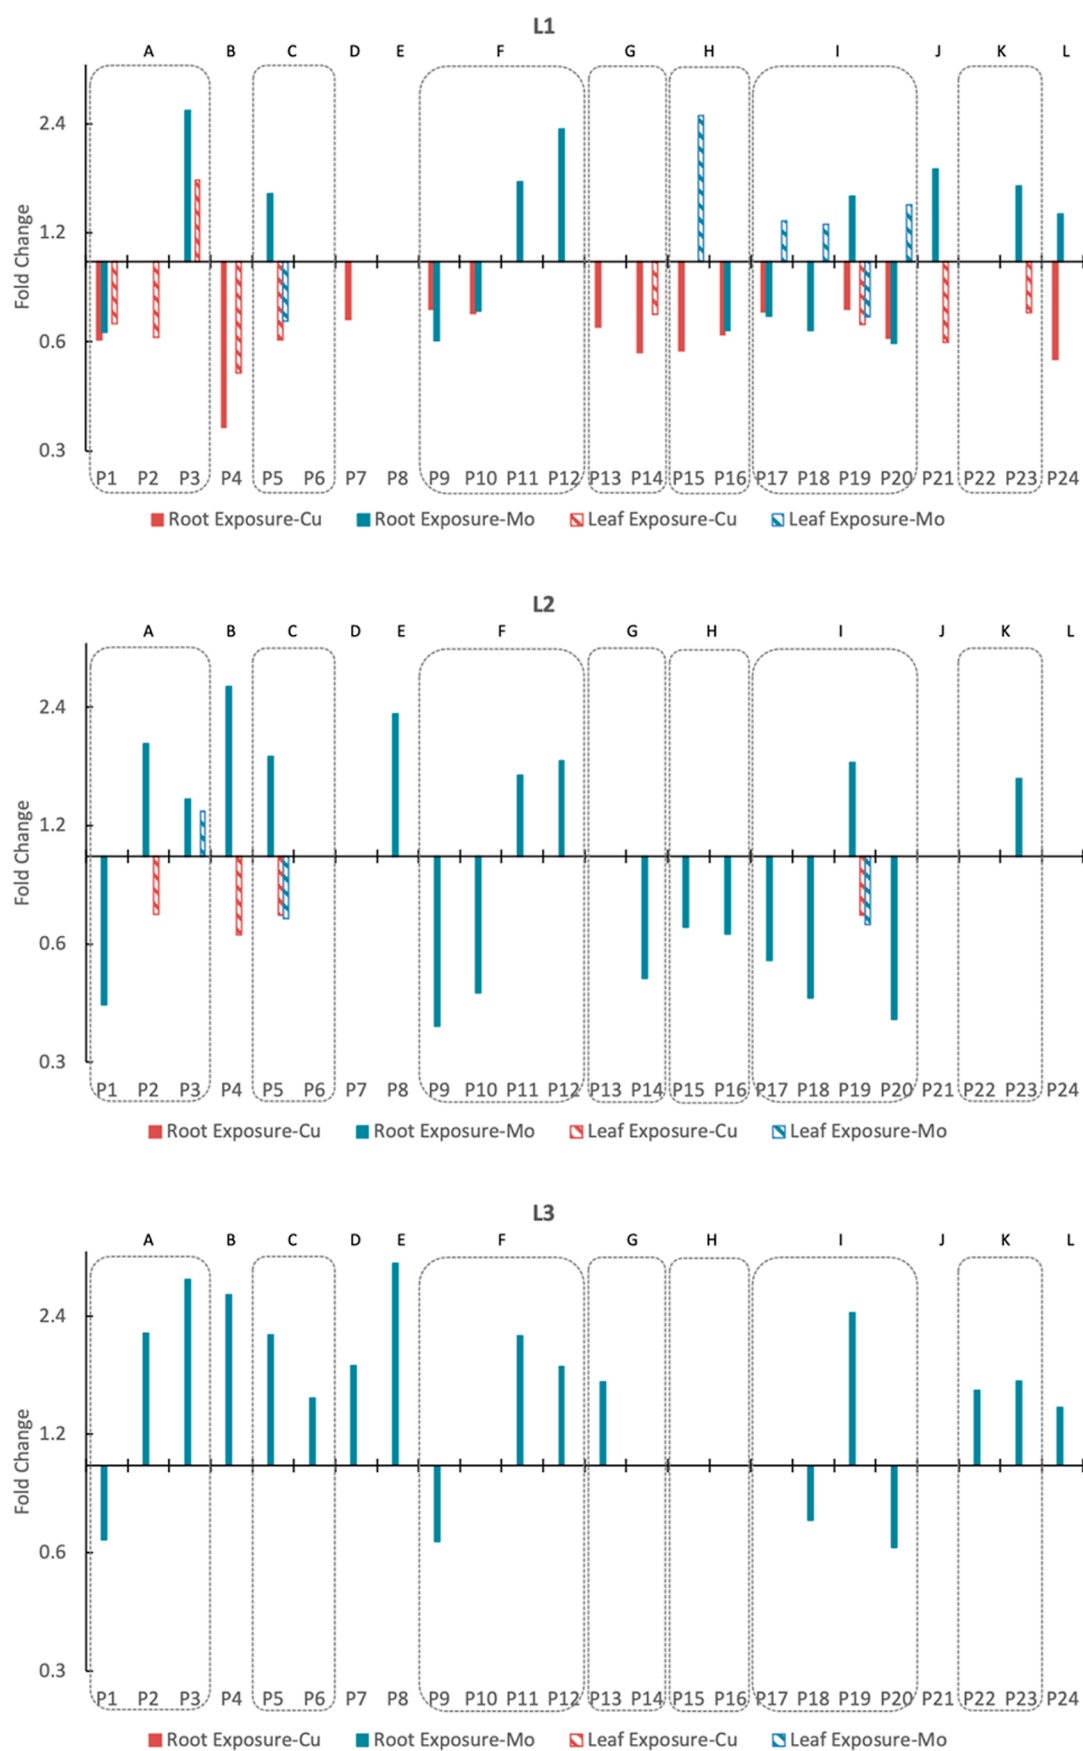 L1
A B C D E F G H I J K L
2.4
1.2
0.6
0.3
Fold Change
P1 P2 P3 P4 P5 P6 P7 P8 P9 P10 P11 P12 P13 P14 P15 P16 P17 P18 P19 P20 P21 P22 P23 P24
Root Exposure-Cu Root Exposure-Mo Leaf Exposure-Cu Leaf Exposure-Mo
L2
A B C D E F G H I J K L
2.4
1.2
0.6
0.3
Fold Change
P1 P2 P3 P4 P5 P6 P7 P8 P9 P10 P11 P12 P13 P14 P15 P16 P17 P18 P19 P20 P21 P22 P23 P24
Root Exposure-Cu Root Exposure-Mo Leaf Exposure-Cu Leaf Exposure-Mo
L3
A B C D E F G H I J K L
2.4
1.2
0.6
0.3
Fold Change
P1 P2 P3 P4 P5 P6 P7 P8 P9 P10 P11 P12 P13 P14 P15 P16 P17 P18 P19 P20 P21 P22 P23 P24
Root Exposure-Cu Root Exposure-Mo Leaf Exposure-Cu Leaf Exposure-Mo